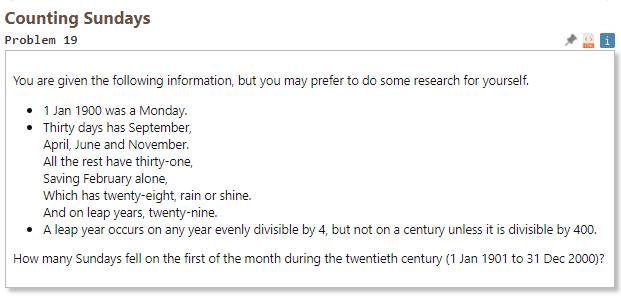 Counting Sundays
Problem 19
You are given the following information, but you may prefer to do some research for yourself.
• 1 Jan 1900 was a Monday.
• Thirty days has September,
April, June and November.
All the rest have thirty-one,
Saving February alone,
Which has twenty-eight, rain or shine.
And on leap years, twenty-nine.
• A leap year occurs on any year evenly divisible by 4, but not on a century unless it is divisible by 400.
How many Sundays fell on the first of the month during the twentieth century (1 Jan 1901 to 31 Dec 2000)?